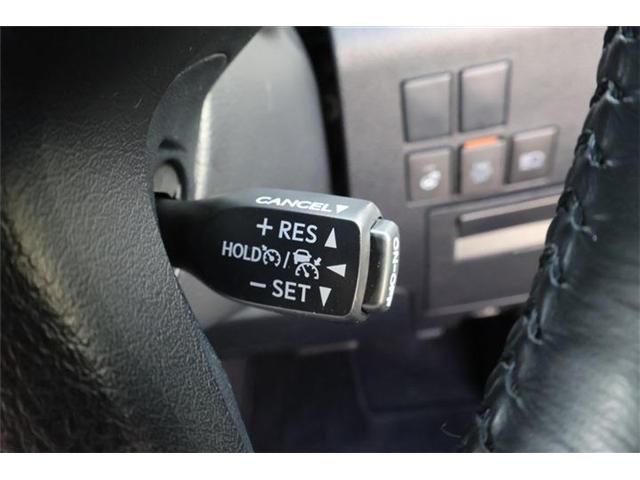 CANCEL▼
+ RES ▲
HOLD / ◄
− SET ▼
ON-OFF